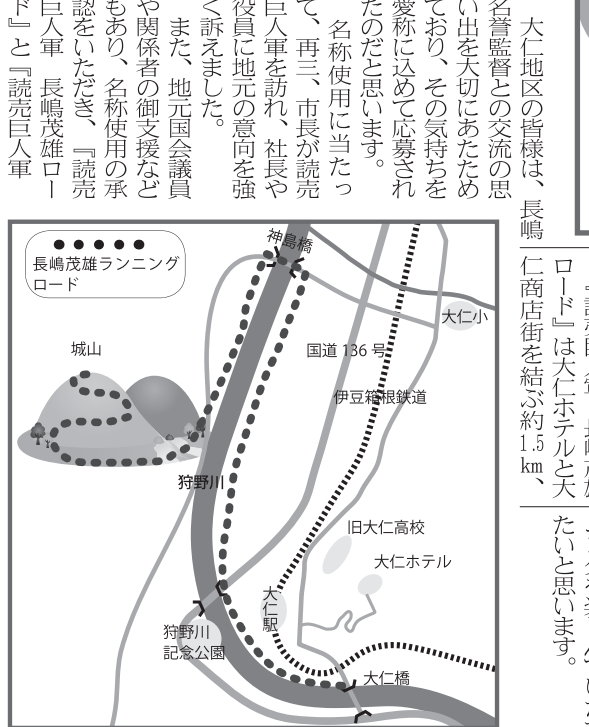 大仁地区の皆様は、長嶋
名誉監督との交流の思
い出を大切にあたため
ており、その気持ちを
愛称に込めて応募され
たのだと思います。
名称使用に当たっ
て、再三、市長が読売
巨人軍を訪れ、社長や
役員に地元の意向を強
く訴えました。
また、地元国会議員
や関係者の御支援など
もあり、名称使用の承
認をいただき、『読売
巨人軍　長嶋茂雄ロー
ド』と『読売巨人軍
ロード』は大仁ホテルと大
仁商店街を結ぶ約1.5km、
たいと思います。
長嶋茂雄ランニング
ロード
神島橋
大仁小
城山
国道136号
伊豆箱根鉄道
狩野川
旧大仁高校
大仁ホテル
大仁駅
狩野川
記念公園
大仁橋